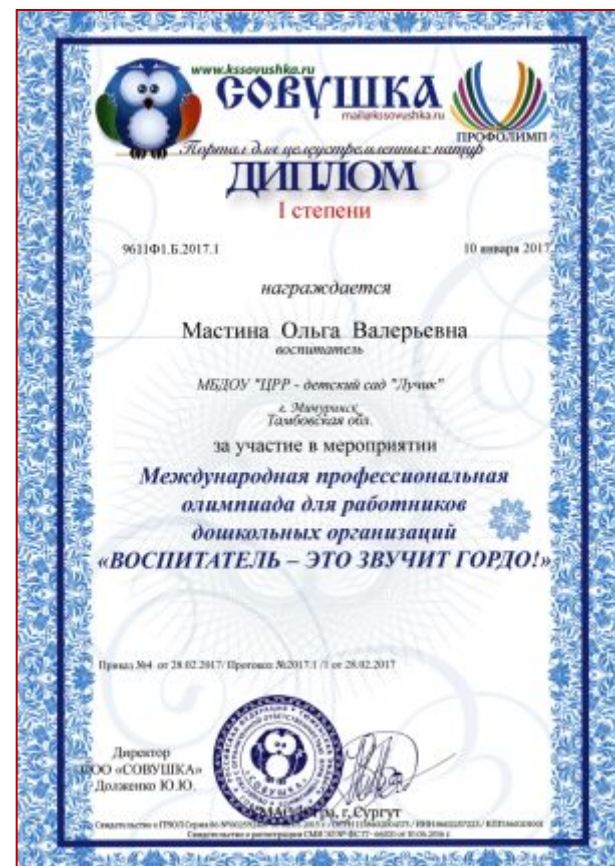 www.kssovushka.ru
СОВУШКА
mail@kssovushka.ru
ПРОФОЛИМП
Портал для целеустремленных натур
ДИПЛОМ
I степени
9611Ф1.Б.2017.1 10 января 2017
награждается
Мастина Ольга Валерьевна
воспитатель
МБДОУ "ЦРР - детский сад "Лучик"
г. Мичуринск
Тамбовская обл.
за участие в мероприятии
Международная профессиональная
олимпиада для работников
дошкольных организаций
«ВОСПИТАТЕЛЬ – ЭТО ЗВУЧИТ ГОРДО!»
Приказ №4 от 28.02.2017/ Протокол №2017.1 /1 от 28.02.2017
Директор
ООО «СОВУШКА»
Долженко Ю.Ю.
«СОВУШКА»
г. Сургут